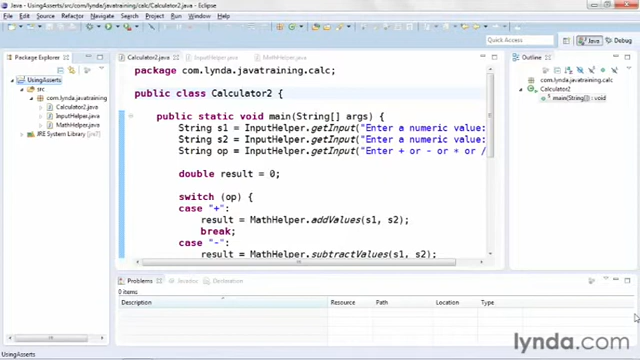 Java - UsingAsserts/src/com/lynda/javatraining/calc/Calculator2.java - Eclipse
File Edit Source Refactor Navigate Search Project Run Window Help
Quick Access
Java
Debug
Package Explorer
UsingAsserts
src
com.lynda.javatraining
Calculator2.java
InputHelper.java
MathHelper.java
JRE System Library [jre7]
Calculator2.java
InputHelper.java
MathHelper.java
package com.lynda.javatraining.calc;
public class Calculator2 {
public static void main(String[] args) {
String s1 = InputHelper.getInput("Enter a numeric value:
String s2 = InputHelper.getInput("Enter a numeric value:
String op = InputHelper.getInput("Enter + or - or * or /
double result = 0;
switch (op) {
case "+":
result = MathHelper.addValues(s1, s2);
break;
case "-":
result = MathHelper.subtractValues(s1, s2);
Outline
com.lynda.javatraining.calc
Calculator2
main(String[]) : void
Problems
Javadoc
Declaration
0 items
Description Resource Path Location Type
UsingAsserts
lynda.com